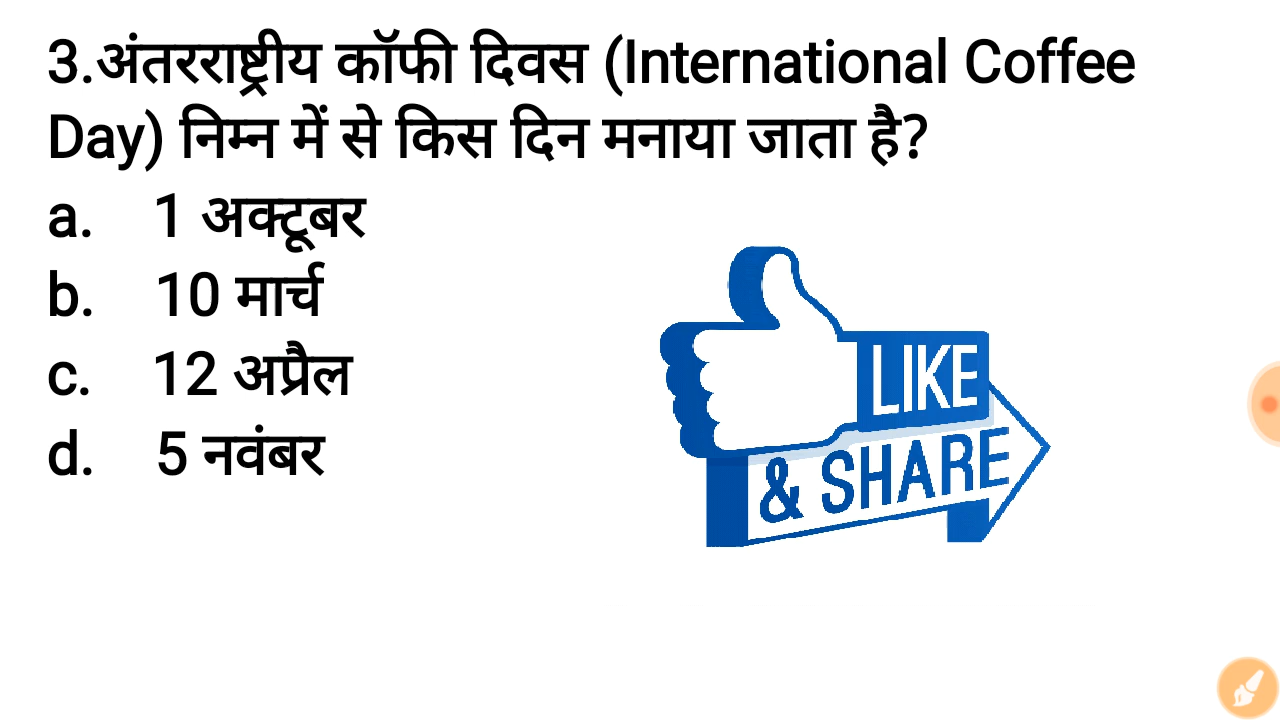 3.अंतरराष्ट्रीय कॉफी दिवस (International Coffee
Day) निम्न में से किस दिन मनाया जाता है?
a. 1 अक्टूबर
b. 10 मार्च
c. 12 अप्रैल
d. 5 नवंबर
LIKE
& SHARE